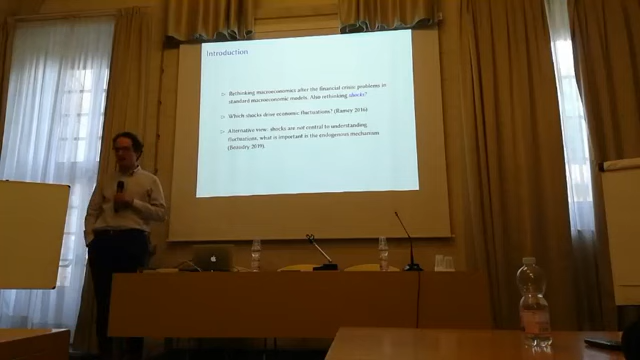 Introduction
▷ Rethinking macroeconomics after the financial crisis: problems in
standard macroeconomic models. Also rethinking shocks?
▷ Which shocks drive economic fluctuations? (Ramey 2016)
▷ Alternative view: shocks are not central to understanding
fluctuations, what is important is the endogenous mechanism
(Beaudry 2019).